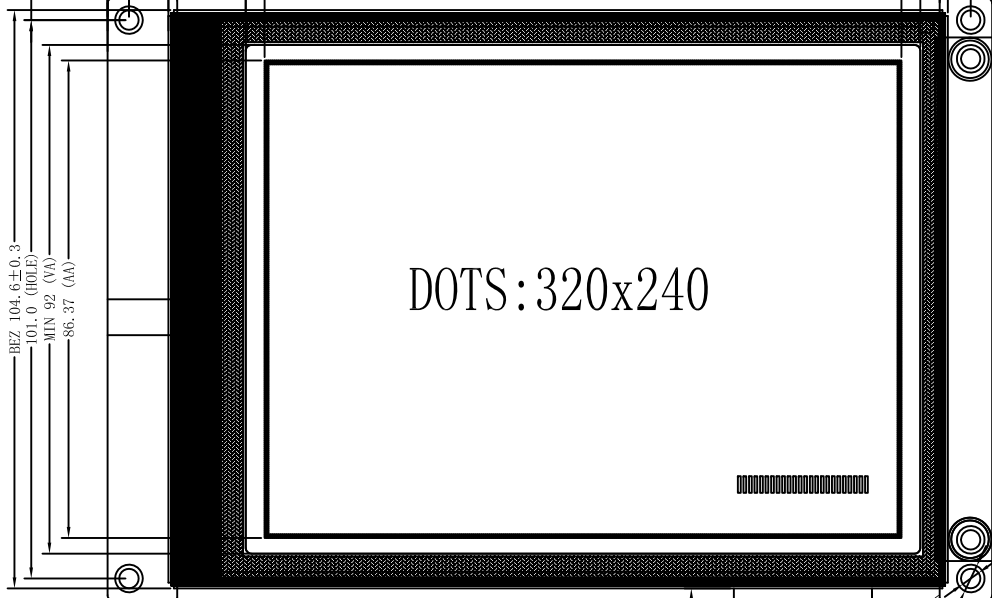 BEZ 104.6±0.3
101.0 (HOLE)
MIN 92 (VA)
86.37 (AA)
DOTS:320x240